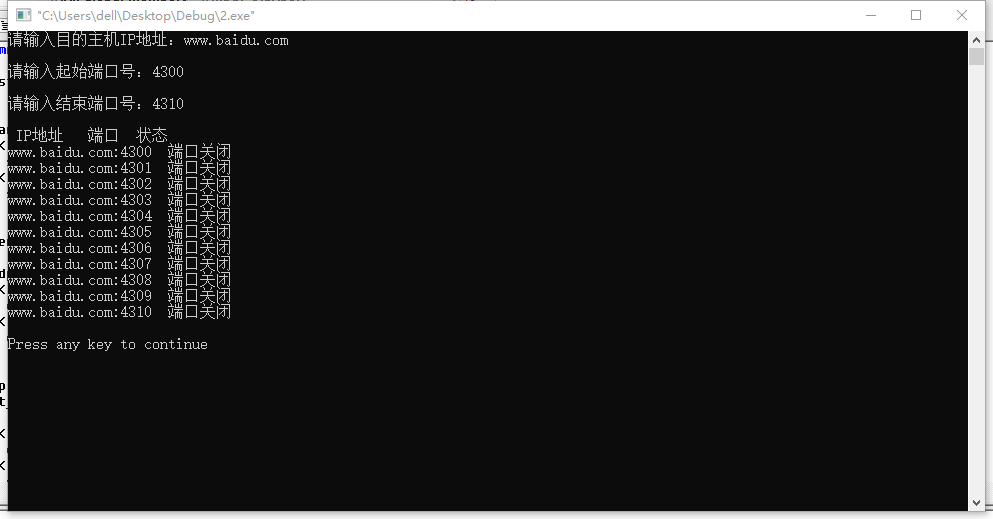 "C:\Users\dell\Desktop\Debug\2.exe"
请输入目的主机IP地址：www.baidu.com
请输入起始端口号：4300
请输入结束端口号：4310
IP地址 端口 状态
www.baidu.com:4300 端口关闭
www.baidu.com:4301 端口关闭
www.baidu.com:4302 端口关闭
www.baidu.com:4303 端口关闭
www.baidu.com:4304 端口关闭
www.baidu.com:4305 端口关闭
www.baidu.com:4306 端口关闭
www.baidu.com:4307 端口关闭
www.baidu.com:4308 端口关闭
www.baidu.com:4309 端口关闭
www.baidu.com:4310 端口关闭
Press any key to continue